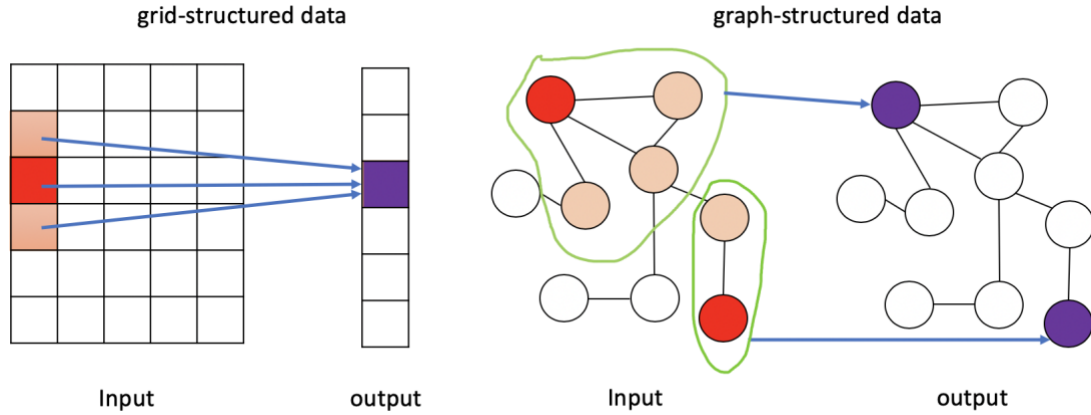 grid-structured data
graph-structured data
Input
output
Input
output